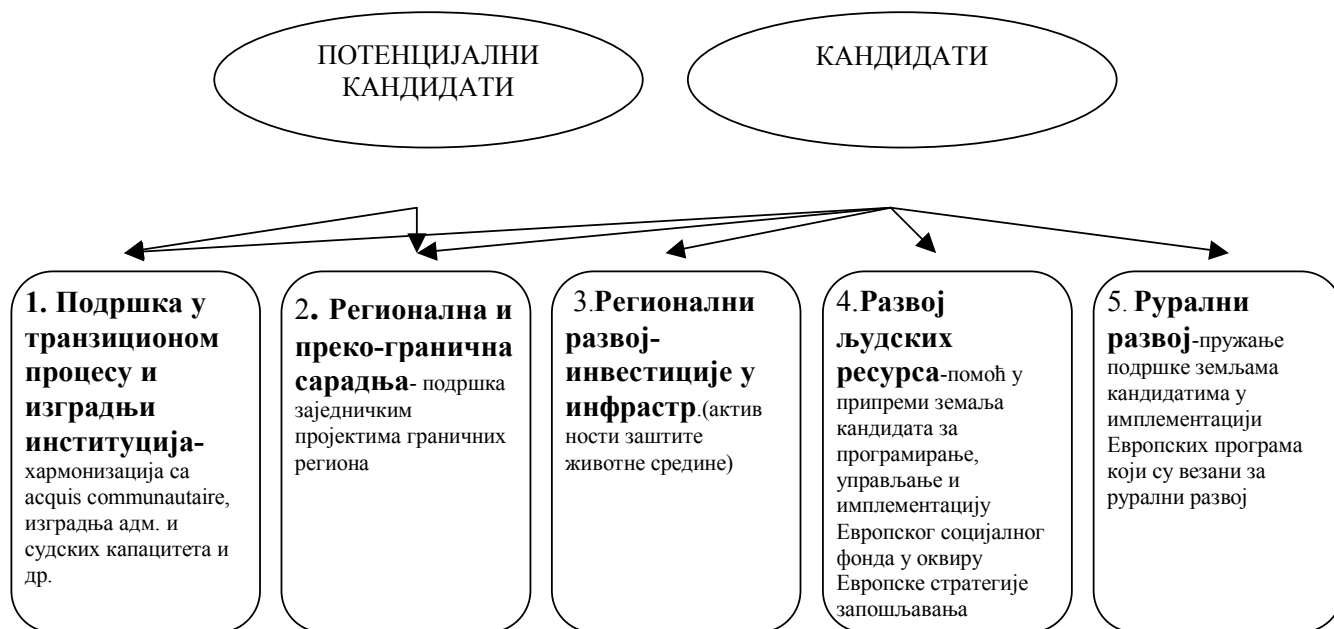 ПОТЕНЦИЈАЛНИ
КАНДИДАТИ
КАНДИДАТИ
1. Подршка у
транзиционом
процесу и
изградњи
институција-
хармонизација са
acquis communautaire,
изградња адм. и
судских капацитета и
др.
2. Регионална и
преко-гранична
сарадња- подршка
заједничким
пројектима граничних
региона
3.Регионални
развој-
инвестиције у
инфрастр.(актив
ности заштите
животне средине)
4.Развој
људских
ресурса-помоћ у
припреми земаља
кандидата за
програмирање,
управљање и
имплементацију
Европског социјалног
фонда у оквиру
Европске стратегије
запошљавања
5. Рурални
развој-пружање
подршке земљама
кандидатима у
имплементацији
Европских програма
који су везани за
рурални развој